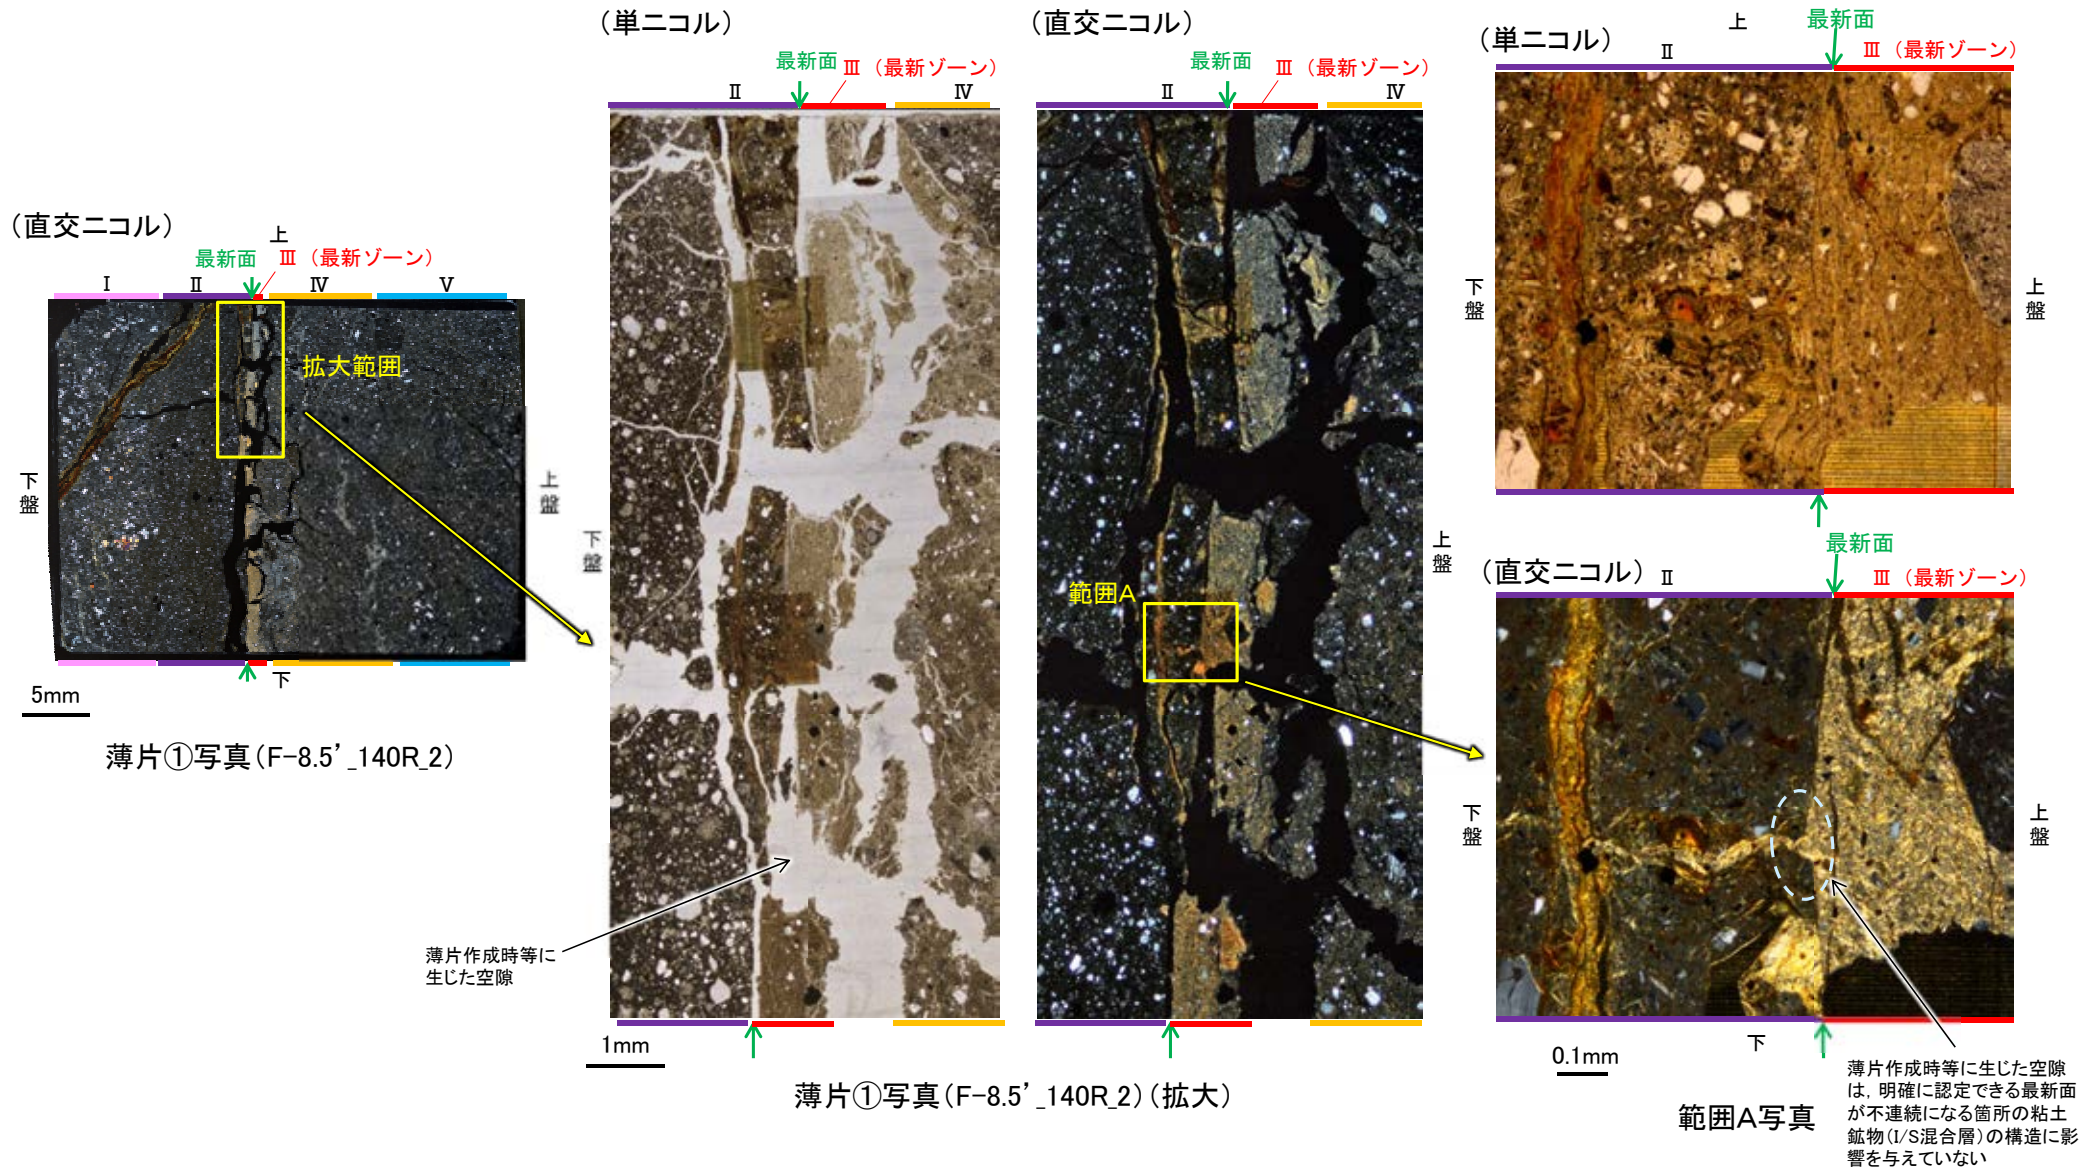 (直交ニコル)
上
最新面
Ⅲ (最新ゾーン)
Ⅰ
Ⅱ
Ⅳ
Ⅴ
拡大範囲
下盤
上盤
下
5mm
薄片①写真(F-8.5’_140R_2)
(単ニコル)
最新面
Ⅲ (最新ゾーン)
Ⅱ
Ⅳ
下盤
薄片作成時等に
生じた空隙
1mm
(直交ニコル)
最新面
Ⅲ (最新ゾーン)
Ⅱ
Ⅳ
範囲A
上盤
薄片①写真(F-8.5’_140R_2)(拡大)
(単ニコル)
上
最新面
Ⅱ
Ⅲ (最新ゾーン)
下盤
上盤
最新面
(直交ニコル)
Ⅱ
Ⅲ (最新ゾーン)
下盤
上盤
下
0.1mm
範囲A写真
薄片作成時等に生じた空隙
は,明確に認定できる最新面
が不連続になる箇所の粘土
鉱物(I/S混合層)の構造に影
響を与えていない